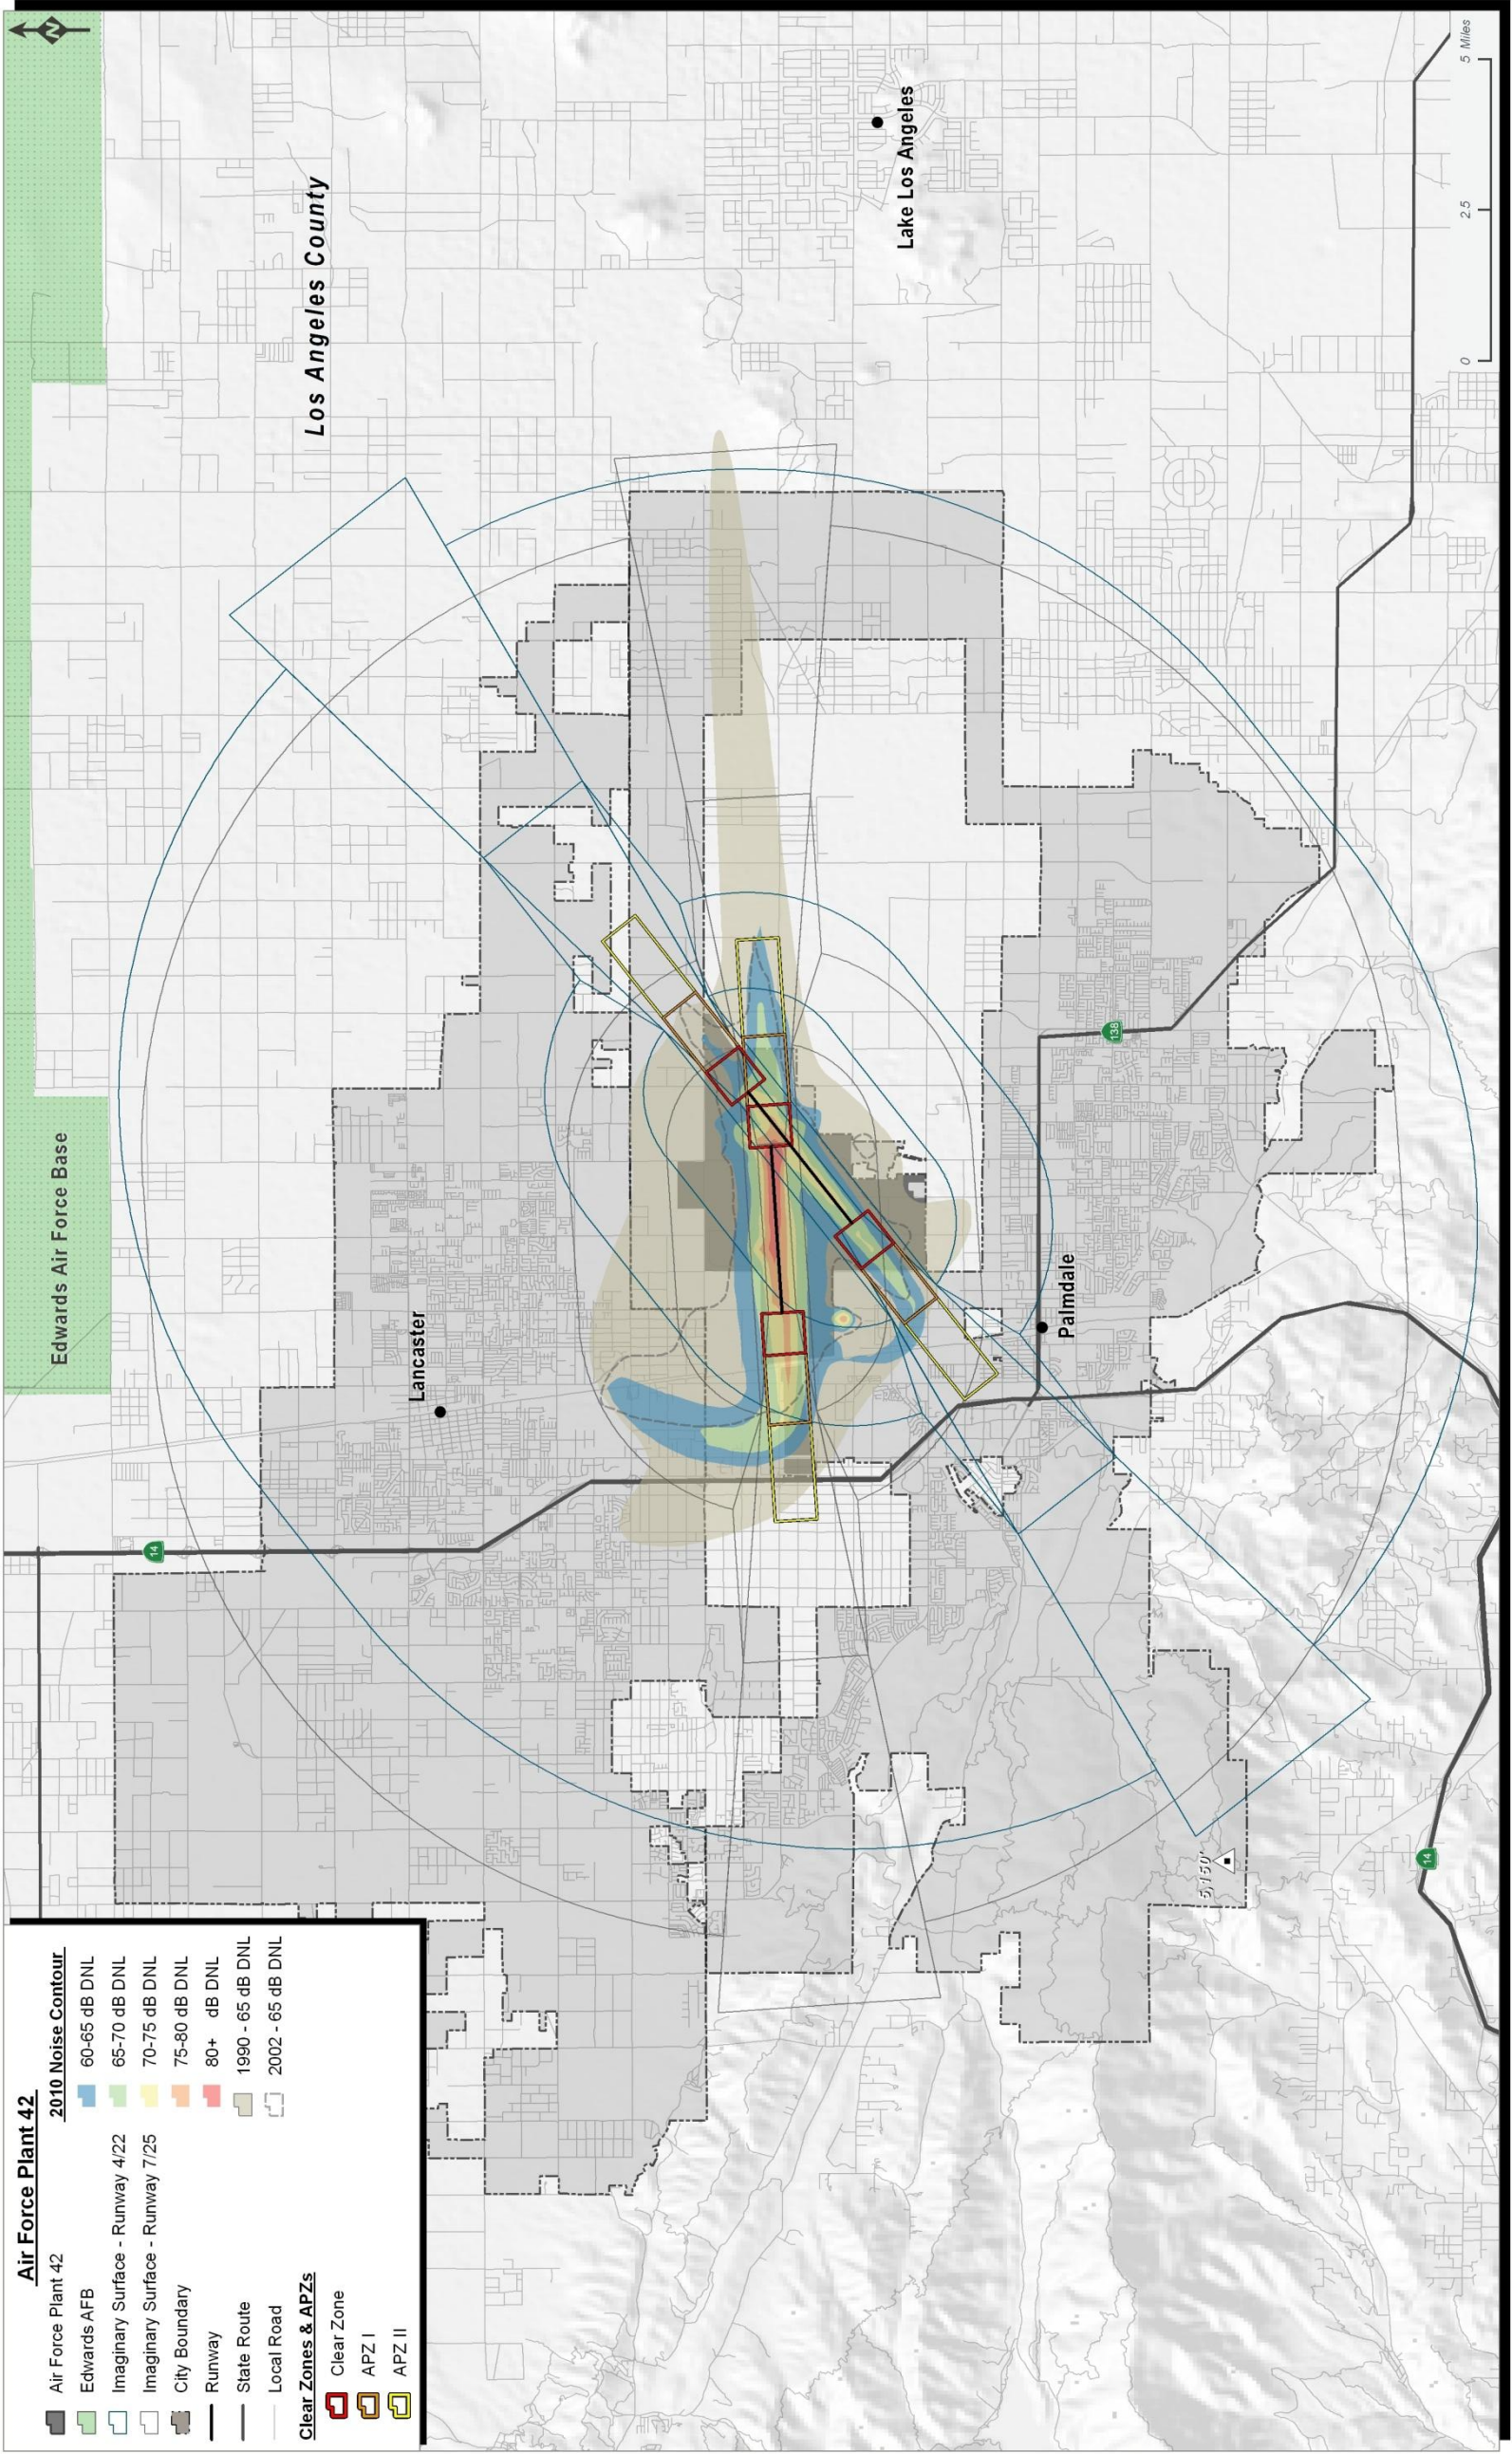 Air Force Plant 42
Air Force Plant 42
Edwards AFB
Imaginary Surface - Runway 4/22
Imaginary Surface - Runway 7/25
City Boundary
Runway
State Route
Local Road
Clear Zones & APZs
Clear Zone
APZ I
APZ II
2010 Noise Contour
60-65 dB DNL
65-70 dB DNL
70-75 dB DNL
75-80 dB DNL
80+ dB DNL
1990 - 65 dB DNL
2002 - 65 dB DNL
Edwards Air Force Base
N
14
Los Angeles County
Lancaster
Lake Los Angeles
Palmdale
138
5,150'
14
0 2.5 5 Miles